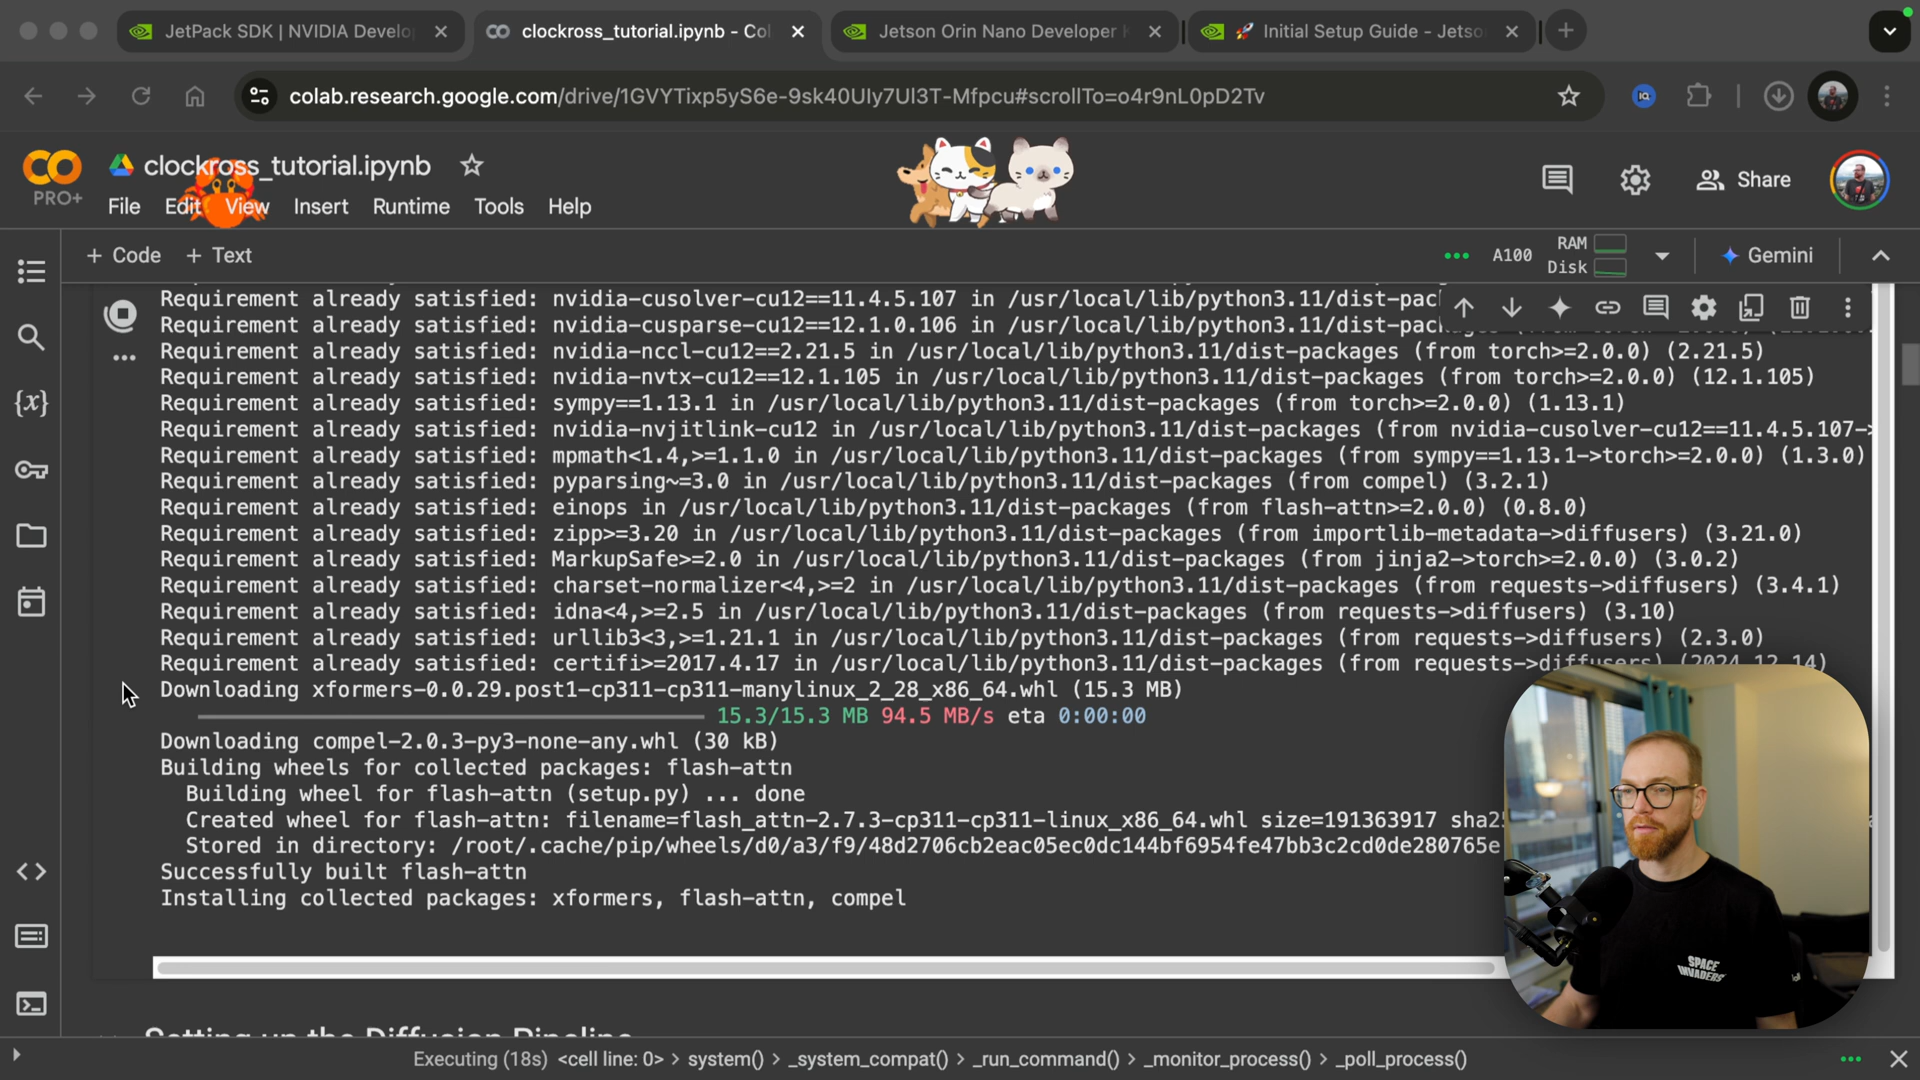 JetPack SDK | NVIDIA Develo
clockross_tutorial.ipynb - Co
Jetson Orin Nano Developer K
🚀 Initial Setup Guide - Jetso
colab.research.google.com/drive/1GVYTixp5yS6e-9sk40Uly7Ul3T-Mfpcu#scrollTo=o4r9nL0pD2Tv
PRO+
clockross_tutorial.ipynb
File Edit View Insert Runtime Tools Help
Share
+ Code + Text
A100
RAM
Disk
Gemini
Requirement already satisfied: nvidia-cusolver-cu12==11.4.5.107 in /usr/local/lib/python3.11/dist-pac
Requirement already satisfied: nvidia-cusparse-cu12==12.1.0.106 in /usr/local/lib/python3.11/dist-packages
Requirement already satisfied: nvidia-nccl-cu12==2.21.5 in /usr/local/lib/python3.11/dist-packages (from torch>=2.0.0) (2.21.5)
Requirement already satisfied: nvidia-nvtx-cu12==12.1.105 in /usr/local/lib/python3.11/dist-packages (from torch>=2.0.0) (12.1.105)
Requirement already satisfied: sympy==1.13.1 in /usr/local/lib/python3.11/dist-packages (from torch>=2.0.0) (1.13.1)
Requirement already satisfied: nvidia-nvjitlink-cu12 in /usr/local/lib/python3.11/dist-packages (from nvidia-cusolver-cu12==11.4.5.107->
Requirement already satisfied: mpmath<1.4,>=1.1.0 in /usr/local/lib/python3.11/dist-packages (from sympy==1.13.1->torch>=2.0.0) (1.3.0)
Requirement already satisfied: pyparsing~=3.0 in /usr/local/lib/python3.11/dist-packages (from compel) (3.2.1)
Requirement already satisfied: einops in /usr/local/lib/python3.11/dist-packages (from flash-attn>=2.0.0) (0.8.0)
Requirement already satisfied: zipp>=3.20 in /usr/local/lib/python3.11/dist-packages (from importlib-metadata->diffusers) (3.21.0)
Requirement already satisfied: MarkupSafe>=2.0 in /usr/local/lib/python3.11/dist-packages (from jinja2->torch>=2.0.0) (3.0.2)
Requirement already satisfied: charset-normalizer<4,>=2 in /usr/local/lib/python3.11/dist-packages (from requests->diffusers) (3.4.1)
Requirement already satisfied: idna<4,>=2.5 in /usr/local/lib/python3.11/dist-packages (from requests->diffusers) (3.10)
Requirement already satisfied: urllib3<3,>=1.21.1 in /usr/local/lib/python3.11/dist-packages (from requests->diffusers) (2.3.0)
Requirement already satisfied: certifi>=2017.4.17 in /usr/local/lib/python3.11/dist-packages (from requests->diffusers) (2024.12.14)
Downloading xformers-0.0.29.post1-cp311-cp311-manylinux_2_28_x86_64.whl (15.3 MB)
15.3/15.3 MB 94.5 MB/s eta 0:00:00
Downloading compel-2.0.3-py3-none-any.whl (30 kB)
Building wheels for collected packages: flash-attn
Building wheel for flash-attn (setup.py) ... done
Created wheel for flash-attn: filename=flash_attn-2.7.3-cp311-cp311-linux_x86_64.whl size=191363917 sha25
Stored in directory: /root/.cache/pip/wheels/d0/a3/f9/48d2706cb2eac05ec0dc144bf6954fe47bb3c2cd0de280765e
Successfully built flash-attn
Installing collected packages: xformers, flash-attn, compel
SPACE
INVADERS
Setting up the Diffusion Pipeline
Executing (18s) <cell line: 0> > system() > _system_compat() > _run_command() > _monitor_process() > _poll_process()